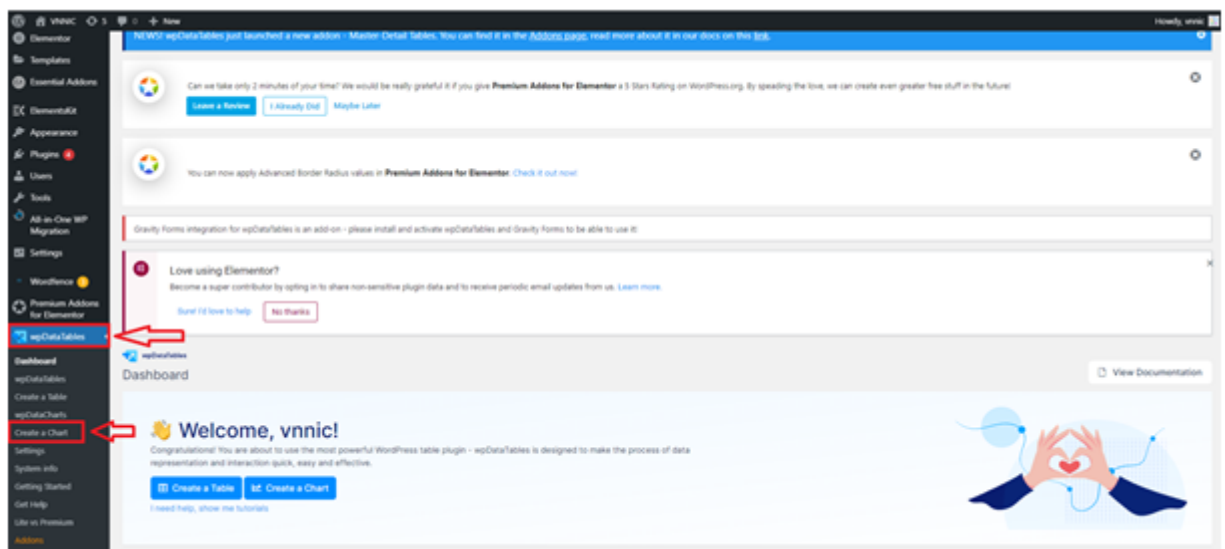 VNNIC 5 0 New
Howdy, vnnic
Elementor
Templates
Essential Addons
ElementsKit
Appearance
Plugins 4
Users
Tools
All-in-One WP
Migration
Settings
Wordfence
Premium Addons
for Elementor
wpDataTables
Dashboard
wpDataTables
Create a Table
wpDataCharts
Create a Chart
Settings
System info
Getting Started
Get Help
Lite vs Premium
Addons
NEWS! wpDataTables just launched a new addon - Master-Detail Tables. You can find it in the Addons page, read more about it in our docs on this link.
Can we take only 2 minutes of your time? We would be really grateful if you give Premium Addons for Elementor a 5 Stars Rating on WordPress.org. By speading the love, we can create even greater free stuff in the future!
Leave a Review I Already Did Maybe Later
You can now apply Advanced Border Radius values in Premium Addons for Elementor. Check it out now!
Gravity Forms integration for wpDataTables is an add-on - please install and activate wpDataTables and Gravity Forms to be able to use it!
Love using Elementor?
Become a super contributor by opting in to share non-sensitive plugin data and to receive periodic email updates from us. Learn more.
Sure! I'd love to help No thanks
wpDataTables
Dashboard
View Documentation
Welcome, vnnic!
Congratulations! You are about to use the most powerful WordPress table plugin - wpDataTables is designed to make the process of data
representation and interaction quick, easy and effective.
Create a Table Create a Chart
I need help, show me tutorials